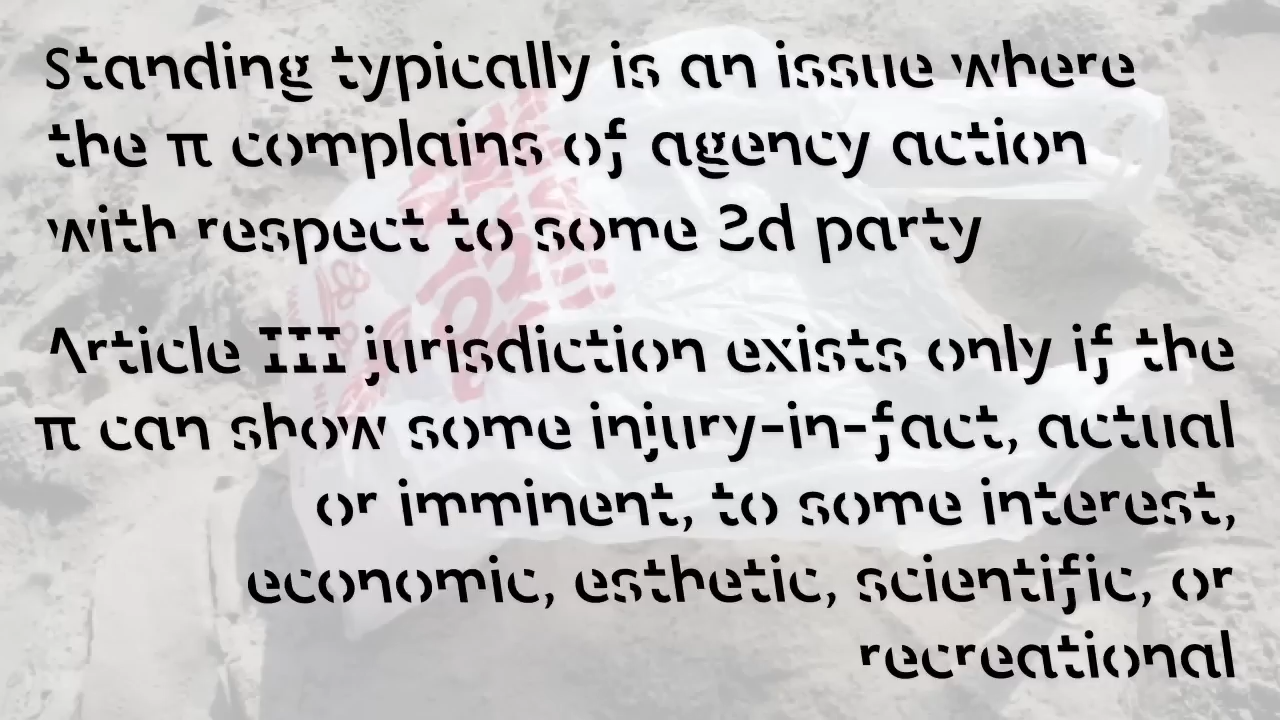 Standing typically is an issue where
the π complains of agency action
with respect to some 3d party
Article III jurisdiction exists only if the
π can show some injury-in-fact, actual
or imminent, to some interest,
economic, esthetic, scientific, or
recreational